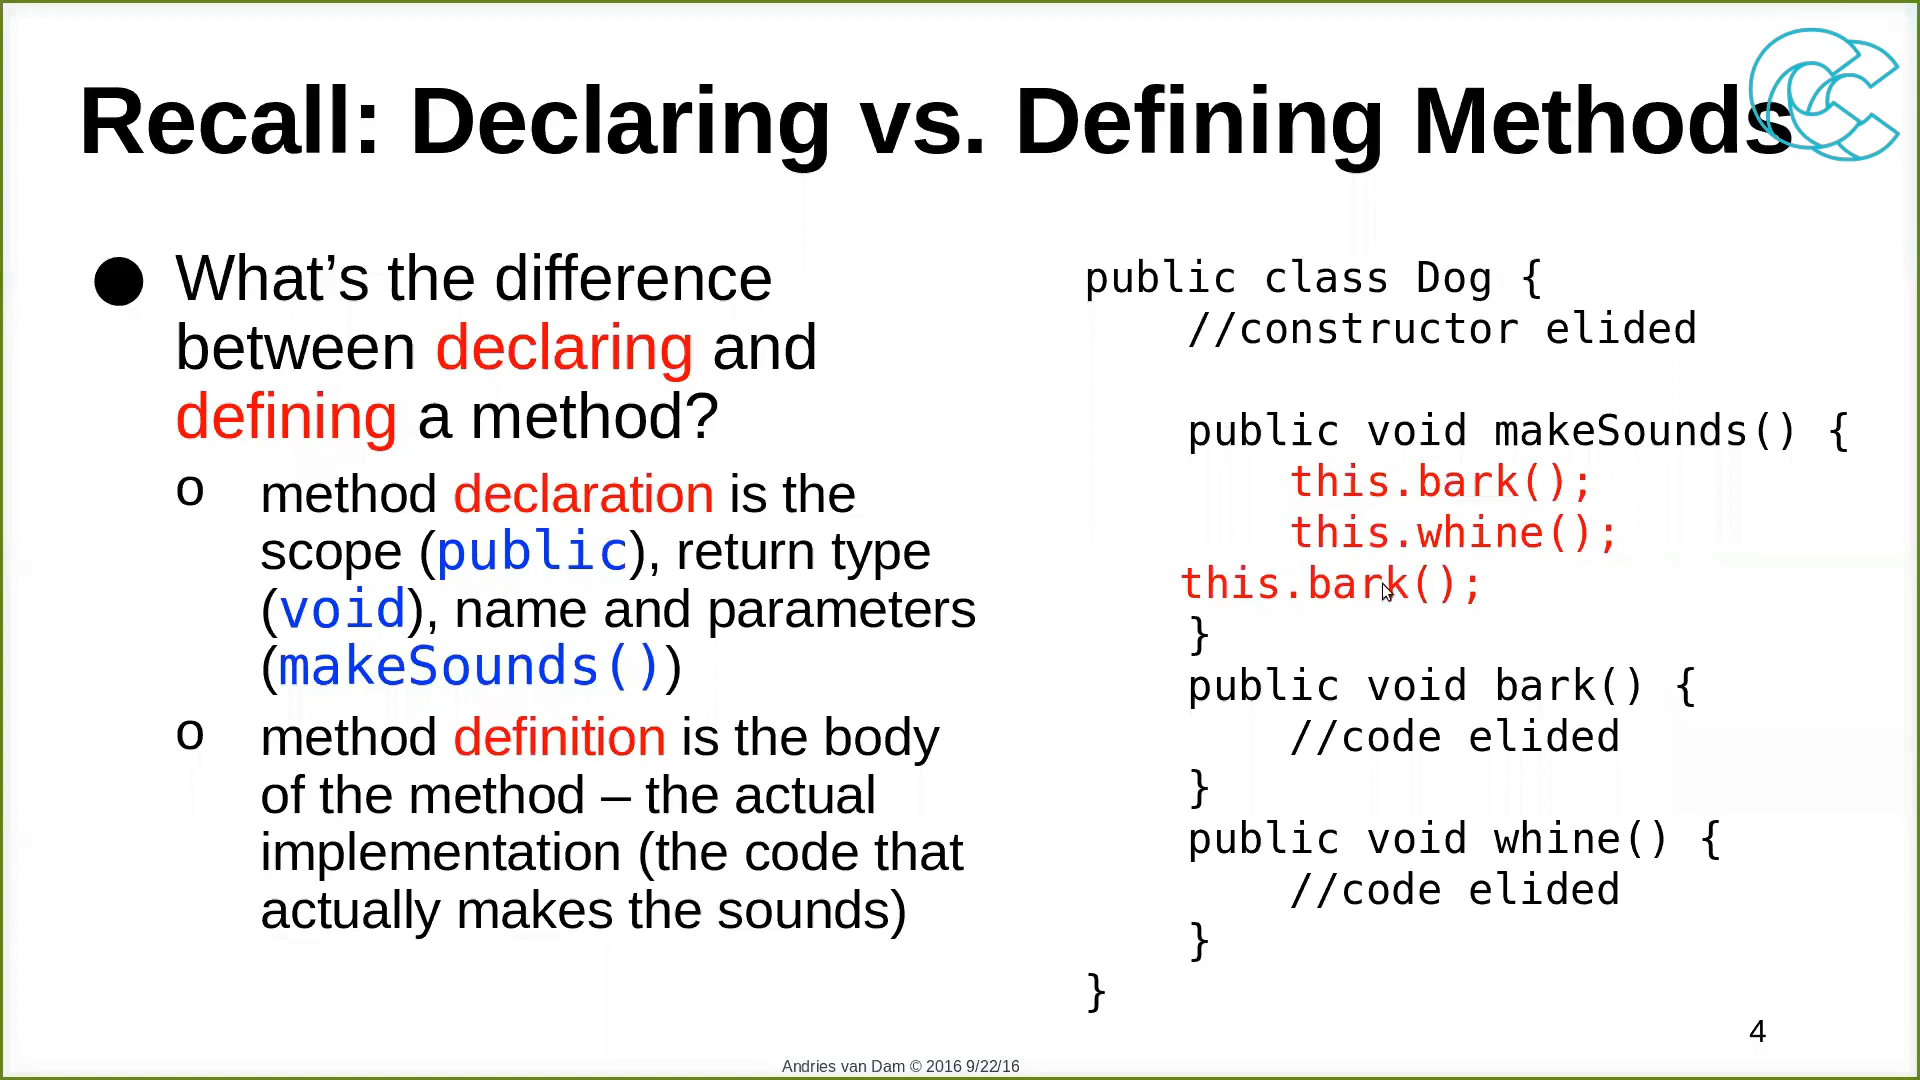 Recall: Declaring vs. Defining Methods
● What’s the difference
between declaring and
defining a method?
o method declaration is the
scope (public), return type
(void), name and parameters
(makeSounds())
o method definition is the body
of the method – the actual
implementation (the code that
actually makes the sounds)
public class Dog {
//constructor elided
public void makeSounds() {
this.bark();
this.whine();
this.bark();
}
public void bark() {
//code elided
}
public void whine() {
//code elided
}
}
4
Andries van Dam © 2016 9/22/16